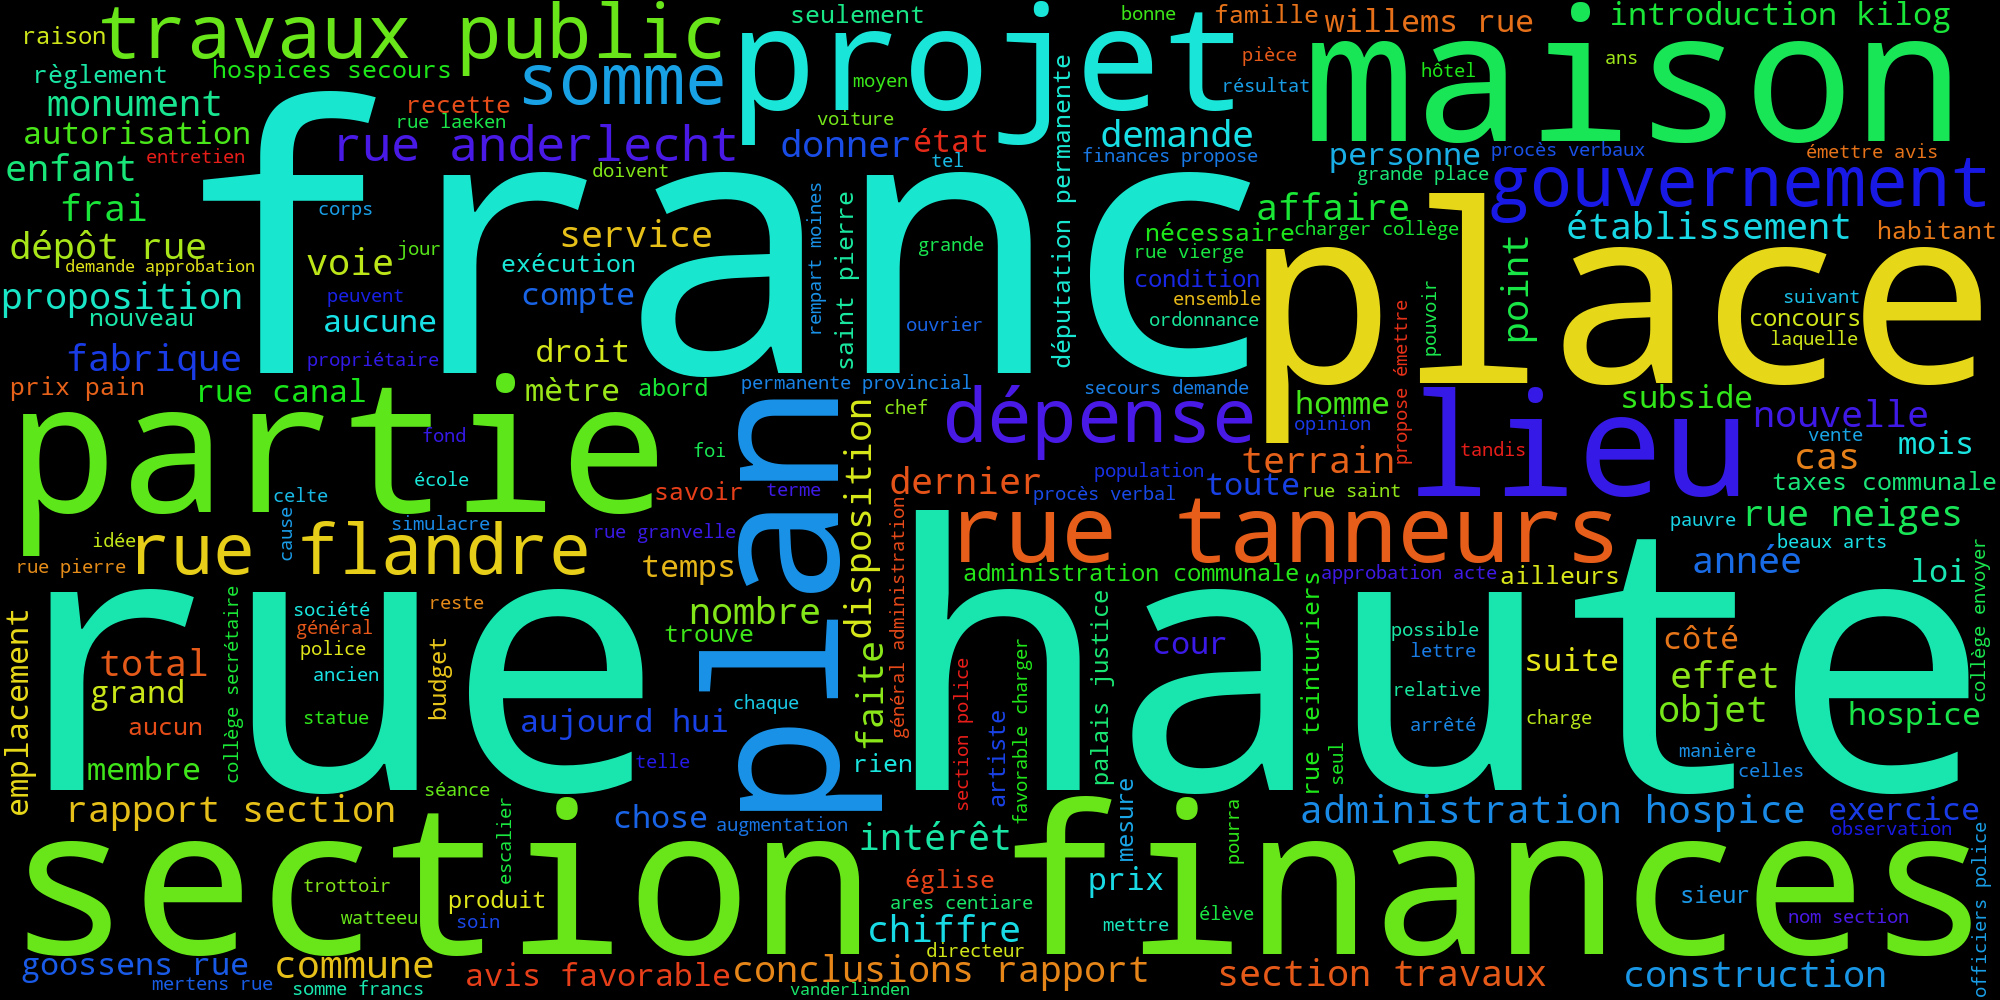 travaux public
projet
maison
raison
seulement
bonne
famille
willems rue
introduction kilog
règlement
hospices secours
somme
moyen
pièce
résultat
hôtel
ans
monument
recette
rue laeken
voiture
autorisation
rue anderlecht
donner
état
demande
entretien
enfant
doivent
tel
finances propose
personne
procès verbaux
émettre avis
grande place
gouvernement
franc
place
frai
corps
service
affaire
établissement
habitant
dépôt rue
jour
voie
exécution
grande
nécessaire
charger collège
rue vierge
demande approbation
proposition
peuvent
compte
condition
ensemble
suivant
nouveau
aucune
ouvrier
ordonnance
concours
laquelle
fabrique
propriétaire
droit
rempart moines
saint pierre
députation permanente
pouvoir
point
propose émettre
prix pain
rue canal
mètre
abord
permanente provincial
secours demande
partie
plan
disposition
chef
dépense
homme
opinion
lieu
subside
nouvelle
fond
foi
tandis
vente
cas
mois
école
celte
savoir
terme
dernier
population
procès verbal
toute
terrain
rue saint
taxes communale
simulacre
rue granvelle
cause
idée
rue flandre
rue pierre
temps
rue tanneurs
pauvre
rue neiges
beaux arts
année
loi
administration communale
approbation acte
ailleurs
général administration
rue
haute
société
général
police
ancien
reste
nombre
trouve
cour
possible
lettre
côté
suite
total
grand
aucun
statue
budget
collège secrétaire
emplacement
aujourd hui
chaque
faite
relative
arrêté
charge
effet
objet
hospice
collège envoyer
membre
telle
rien
section police
artiste
favorable charger
palais justice
rue teinturiers
seul
manière
celles
séance
rapport section
chose
augmentation
intérêt
mesure
pourra
administration hospice
exercice
observation
section finances
escalier
trottoir
watteeu
produit
soin
église
ares centiare
chiffre
directeur
prix
mettre
élève
sieur
nom section
officiers police
goossens rue
mertens rue
commune
somme francs
avis favorable
conclusions rapport
vanderlinden
section travaux
construction